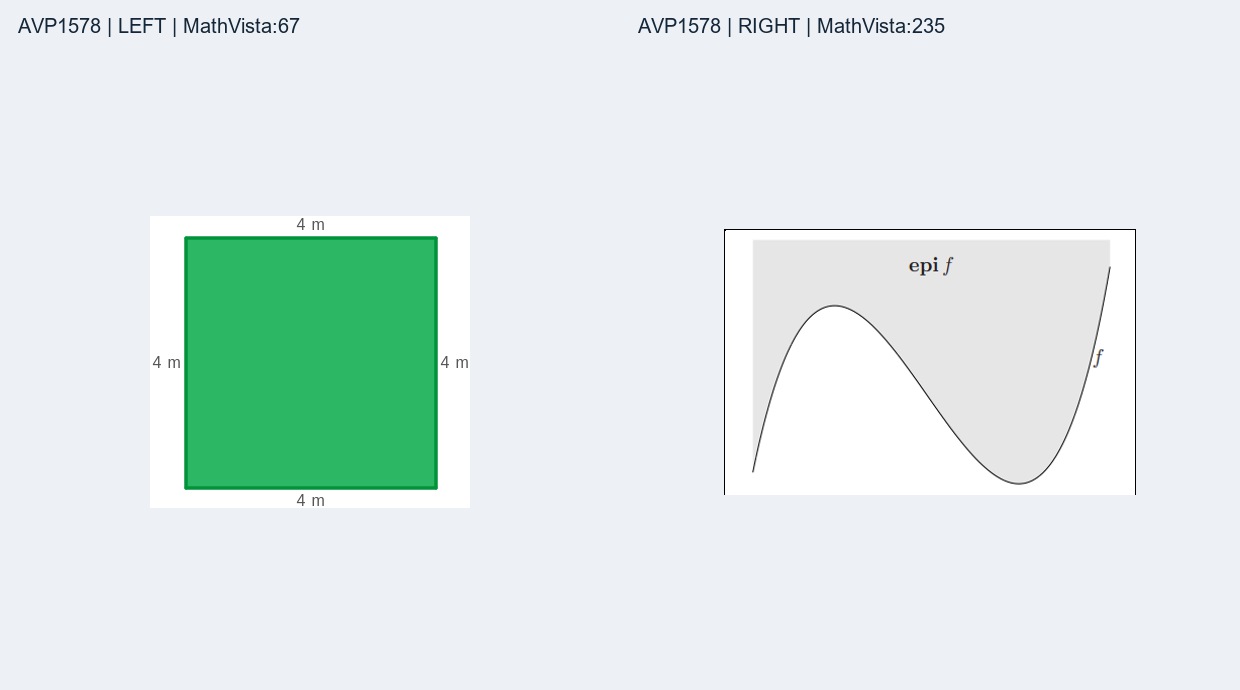 AVP1578 | LEFT | MathVista:67
4 m
4 m
4 m
4 m
AVP1578 | RIGHT | MathVista:235
epi f
f